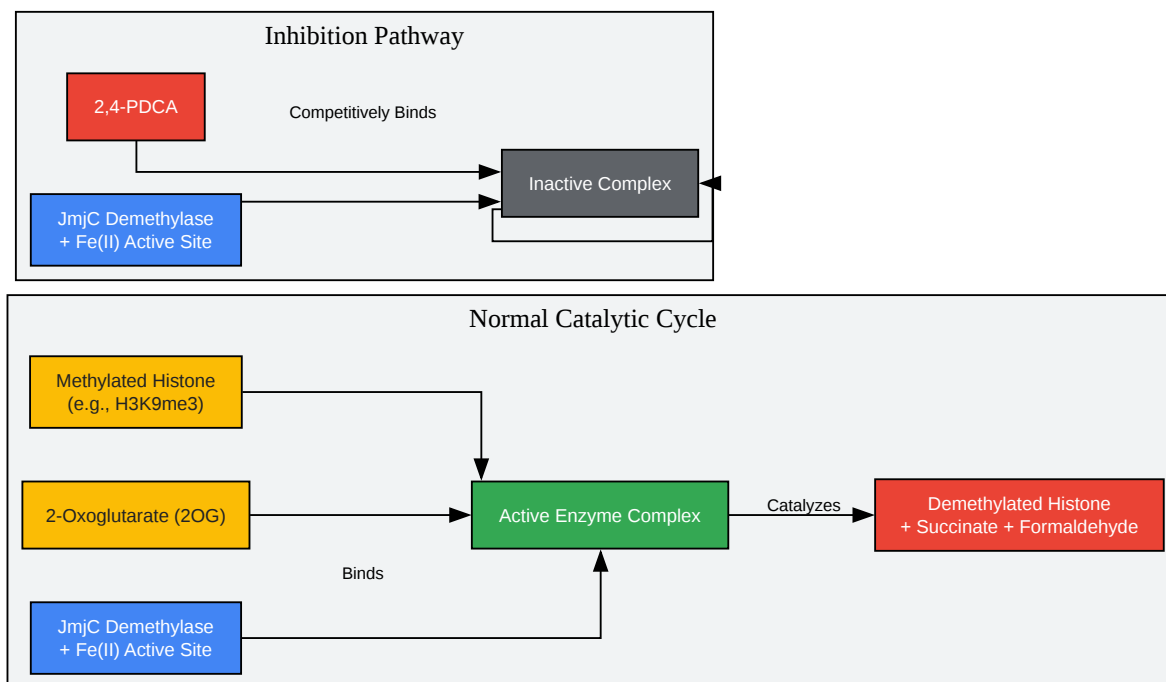 Inhibition Pathway
2,4-PDCA
Competitively Binds
Inactive Complex
JmjC Demethylase
+ Fe(II) Active Site
Normal Catalytic Cycle
Methylated Histone
(e.g., H3K9me3)
2-Oxoglutarate (2OG)
Active Enzyme Complex
Catalyzes
Demethylated Histone
+ Succinate + Formaldehyde
Binds
JmjC Demethylase
+ Fe(II) Active Site